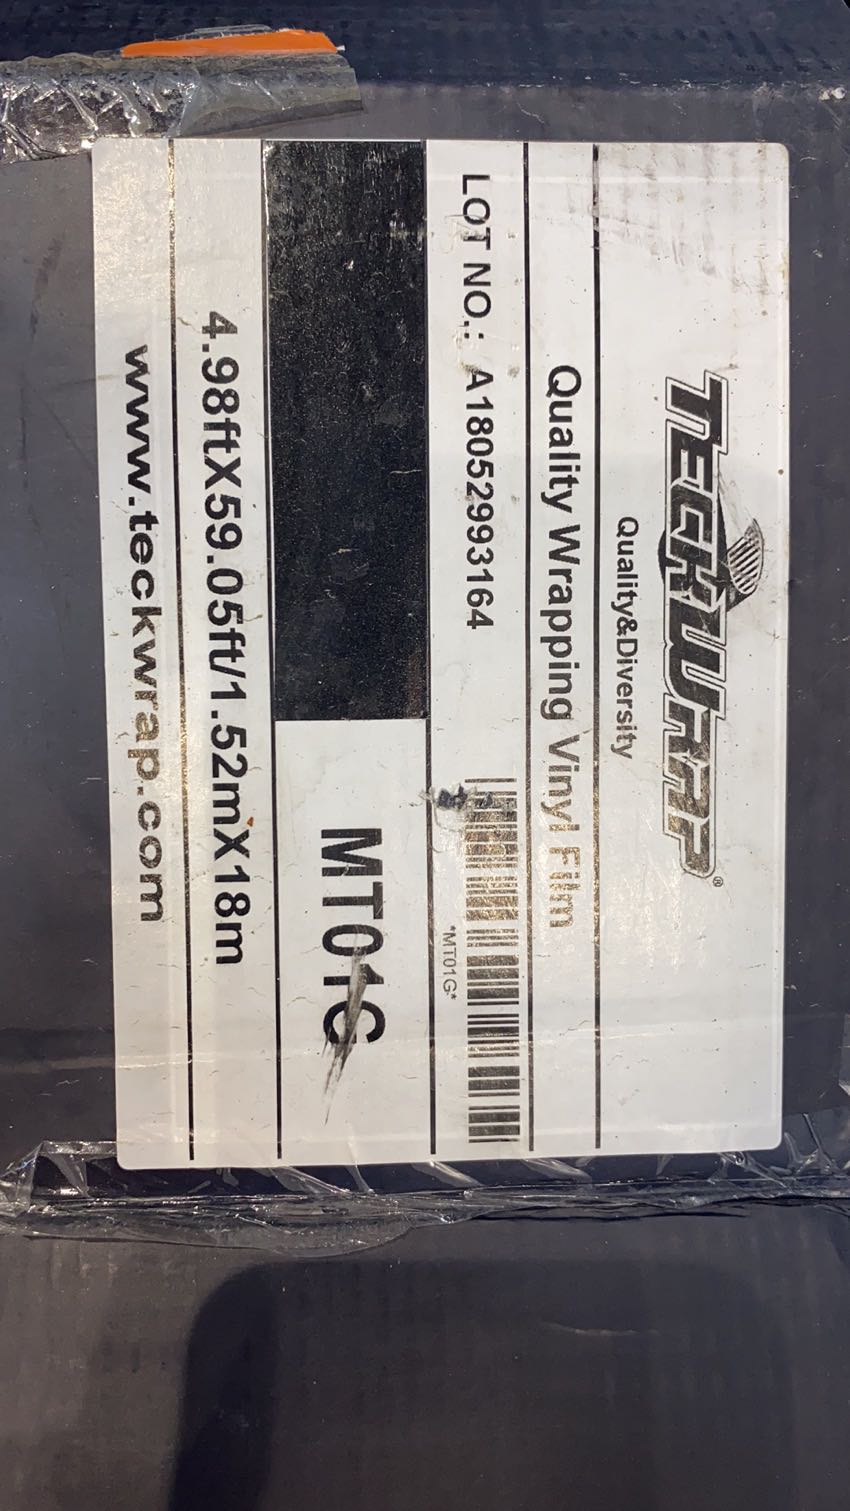 TECKWRAP®
Quality&Diversity
Quality Wrapping Vinyl Film
LOT NO.: A18052993164
*MT01G*
MT01G
4.98ftX59.05ft/1.52mX18m
www.teckwrap.com